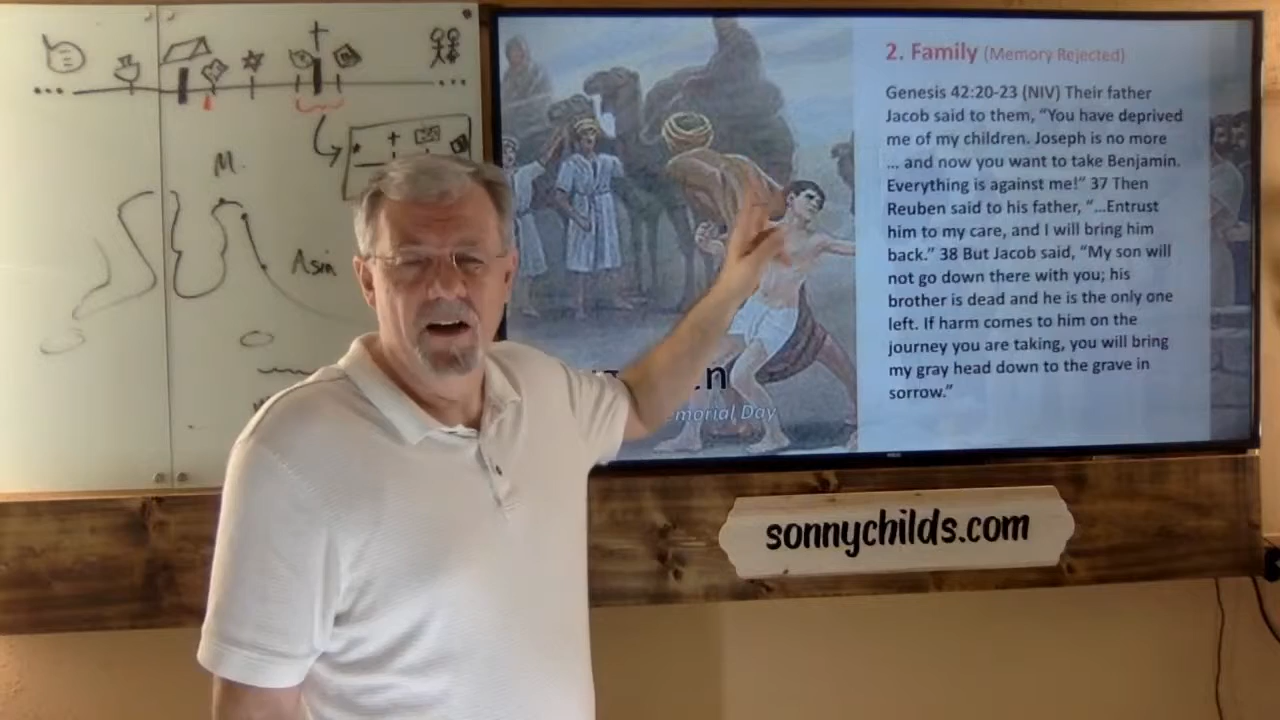 M.
Asia
2. Family (Memory Rejected)
Genesis 42:20-23 (NIV) Their father
Jacob said to them, “You have deprived
me of my children. Joseph is no more
... and now you want to take Benjamin.
Everything is against me!” 37 Then
Reuben said to his father, “...Entrust
him to my care, and I will bring him
back.” 38 But Jacob said, “My son will
not go down there with you; his
brother is dead and he is the only one
left. If harm comes to him on the
journey you are taking, you will bring
my gray head down to the grave in
sorrow.”
morial Day
sonnychilds.com